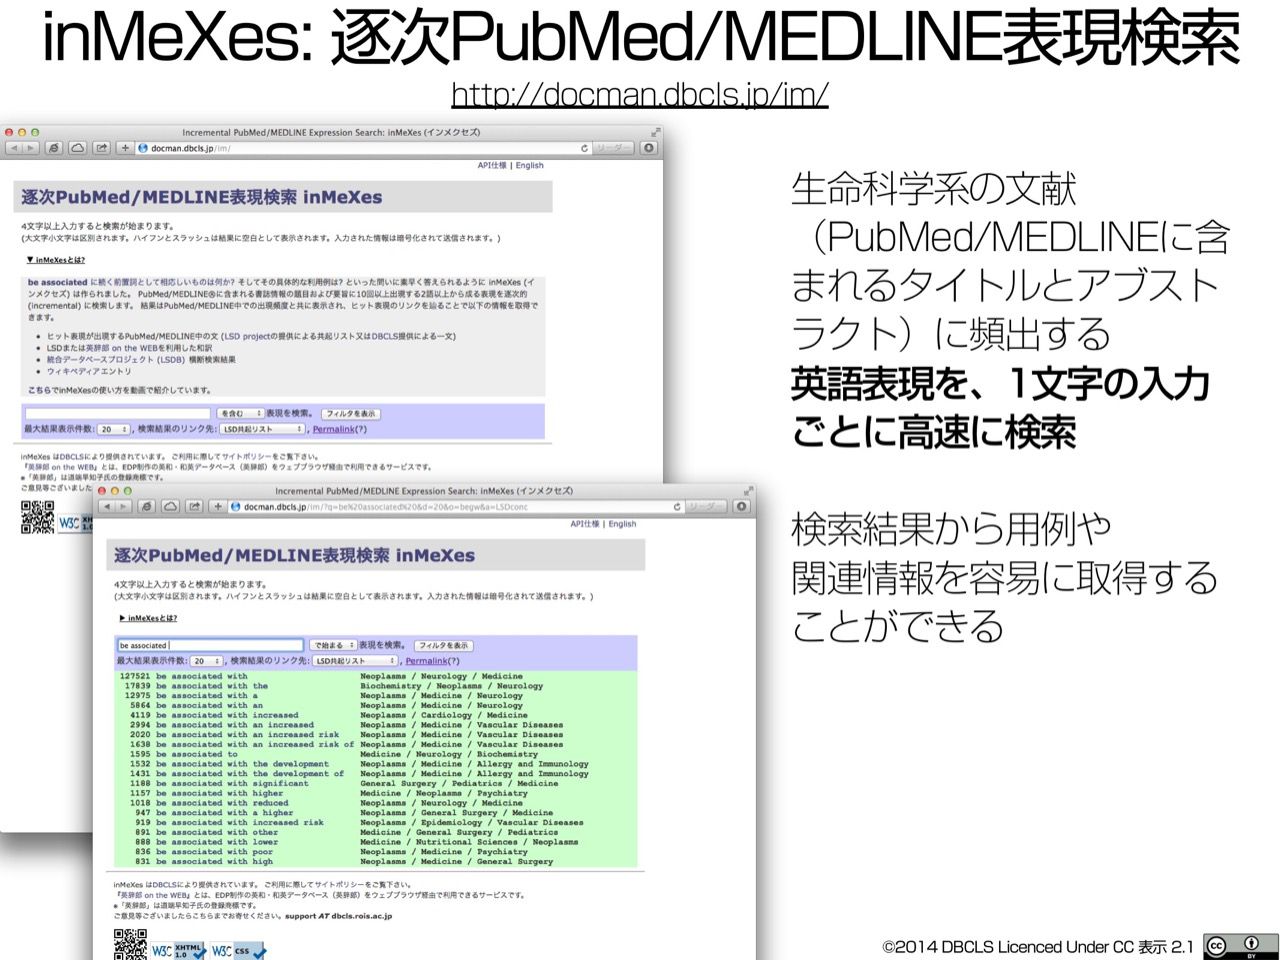 inMeXes: 逐次PubMed/MEDLINE表現検索
http://docman.dbcls.jp/im/
Incremental PubMed/MEDLINE Expression Search: inMeXes (インメクセズ)
docman.dbcls.jp/im/
リーダー
API仕様 | English
逐次PubMed/MEDLINE表現検索 inMeXes
4文字以上入力すると検索が始まります。
(大文字小文字は区別されます。ハイフンとスラッシュは結果に空白として表示されます。入力された情報は暗号化されて送信されます。)
▼ inMeXesとは?
be associated に続く前置詞として相応しいものは何か? そしてその具体的な利用例は? といった問いに素早く答えられるように inMeXes (イ
ンメクセズ) は作られました。 PubMed/MEDLINE®に含まれる書誌情報の題目および要旨に10回以上出現する2語以上から成る表現を逐次的
(incremental) に検索します。 結果はPubMed/MEDLINE中での出現頻度と共に表示され、ヒット表現のリンクを辿ることで以下の情報を取得で
きます。
• ヒット表現が出現するPubMed/MEDLINE中の文 (LSD projectの提供による共起リスト又はDBCLS提供による一文)
• LSDまたは英辞郎 on the WEBを利用した和訳
• 統合データベースプロジェクト (LSDB) 横断検索結果
• ウィキペディアエントリ
こちらでinMeXesの使い方を動画で紹介しています。
を含む 表現を検索。 フィルタを表示
最大結果表示件数: 20 , 検索結果のリンク先: LSD共起リスト , Permalink(?)
inMeXes はDBCLSにより提供されています。 ご利用に際してサイトポリシーをご覧下さい。
『英辞郎 on the WEB』とは、EDP制作の英和・和英データベース（英辞郎）をウェブブラウザ経由で利用できるサービスです。
※「英辞郎」は道端早知子氏の登録商標です。
ご意見等ございました
W3C XH 1.0
Incremental PubMed/MEDLINE Expression Search: inMeXes (インメクセズ)
docman.dbcls.jp/im/?q=be%20associated%20&d=20&o=begw&a=LSDconc
リーダー
API仕様 | English
逐次PubMed/MEDLINE表現検索 inMeXes
4文字以上入力すると検索が始まります。
(大文字小文字は区別されます。ハイフンとスラッシュは結果に空白として表示されます。入力された情報は暗号化されて送信されます。)
▶ inMeXesとは?
be associated で始まる 表現を検索。 フィルタを表示
最大結果表示件数: 20 , 検索結果のリンク先: LSD共起リスト , Permalink(?)
127521 be associated with Neoplasms / Neurology / Medicine
17839 be associated with the Biochemistry / Neoplasms / Neurology
12975 be associated with a Neoplasms / Medicine / Neurology
5864 be associated with an Neoplasms / Medicine / Neurology
4119 be associated with increased Neoplasms / Cardiology / Medicine
2994 be associated with an increased Neoplasms / Medicine / Vascular Diseases
2020 be associated with an increased risk Neoplasms / Medicine / Vascular Diseases
1638 be associated with an increased risk of Neoplasms / Medicine / Vascular Diseases
1595 be associated to Medicine / Neurology / Biochemistry
1532 be associated with the development Neoplasms / Medicine / Allergy and Immunology
1431 be associated with the development of Neoplasms / Medicine / Allergy and Immunology
1188 be associated with significant General Surgery / Pediatrics / Medicine
1157 be associated with higher Medicine / Neoplasms / Psychiatry
1018 be associated with reduced Neoplasms / Neurology / Medicine
947 be associated with a higher Neoplasms / General Surgery / Medicine
919 be associated with increased risk Neoplasms / Epidemiology / Vascular Diseases
891 be associated with other Medicine / General Surgery / Pediatrics
888 be associated with lower Medicine / Nutritional Sciences / Neoplasms
836 be associated with poor Neoplasms / Medicine / Psychiatry
831 be associated with high Neoplasms / Medicine / General Surgery
inMeXes はDBCLSにより提供されています。 ご利用に際してサイトポリシーをご覧下さい。
『英辞郎 on the WEB』とは、EDP制作の英和・和英データベース（英辞郎）をウェブブラウザ経由で利用できるサービスです。
※「英辞郎」は道端早知子氏の登録商標です。
ご意見等ございましたらこちらまでお寄せください。support AT dbcls.rois.ac.jp
W3C XHTML 1.0 W3C CSS
生命科学系の文献
（PubMed/MEDLINEに含
まれるタイトルとアブスト
ラクト）に頻出する
英語表現を、1文字の入力
ごとに高速に検索
検索結果から用例や
関連情報を容易に取得する
ことができる
©2014 DBCLS Licenced Under CC 表示 2.1
cc BY